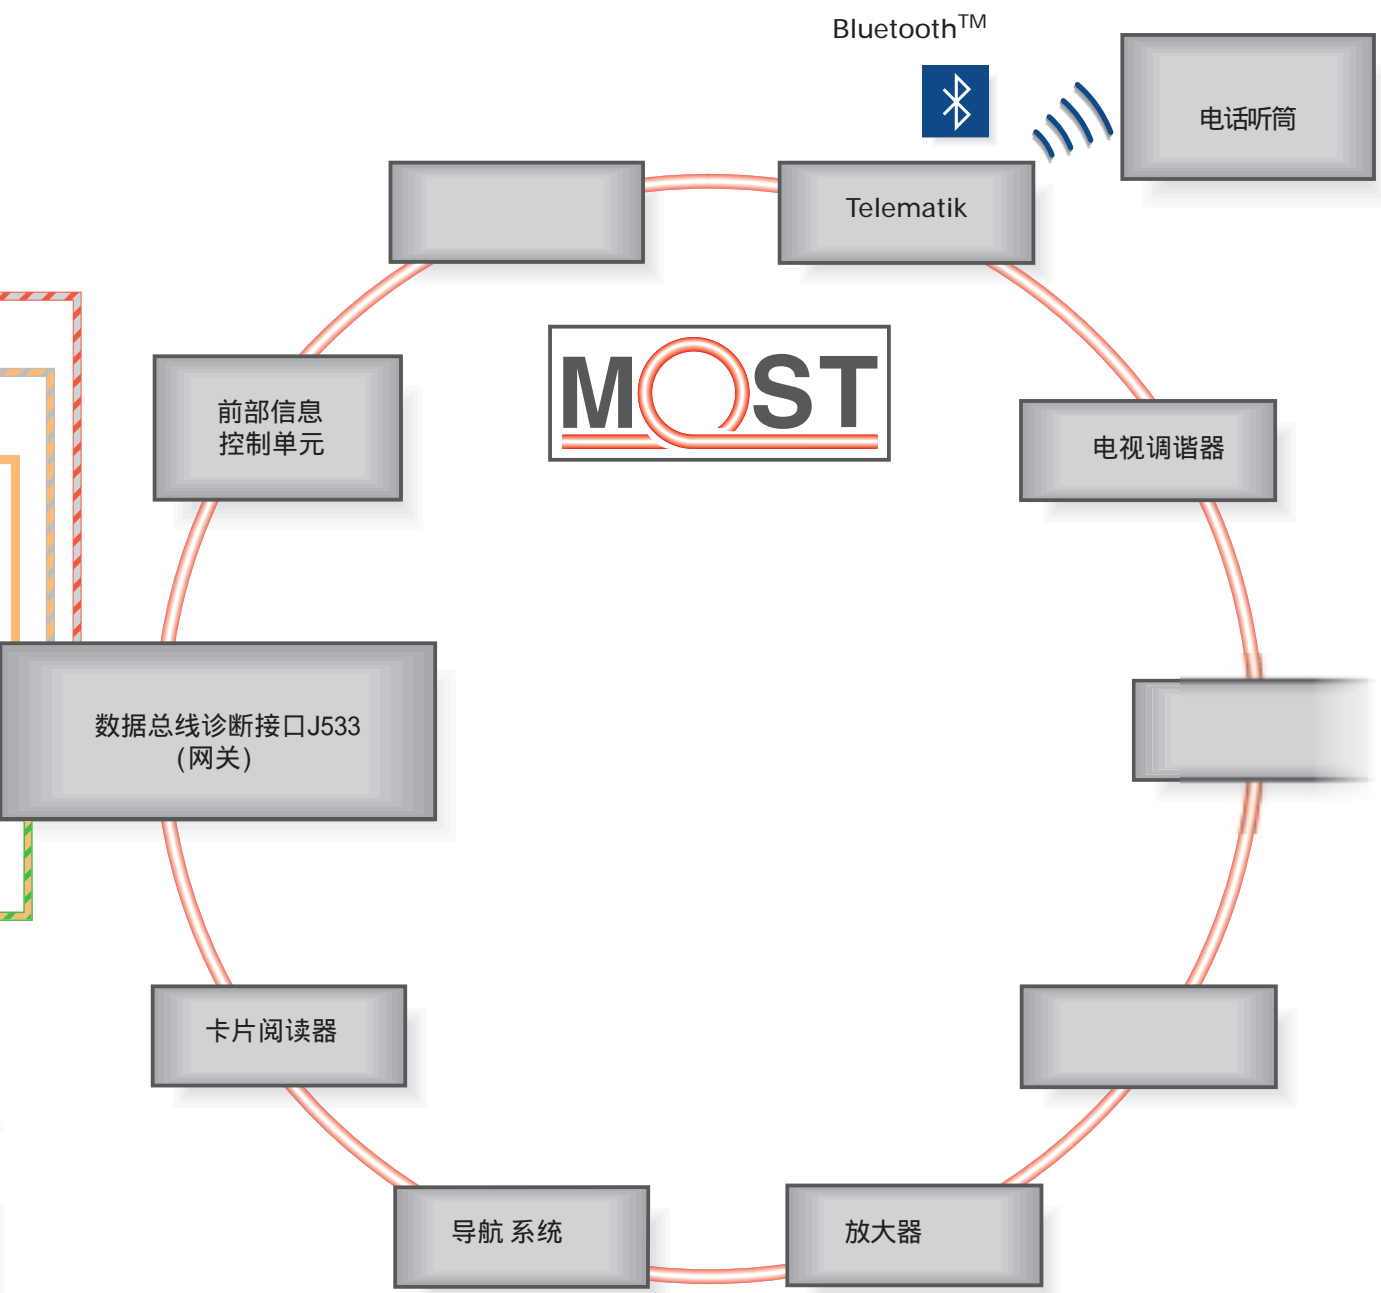 Bluetooth™
电话听筒
Telematik
MOST
前部信息
控制单元
电视调谐器
数据总线诊断接口J533
(网关)
卡片阅读器
导航 系统
放大器